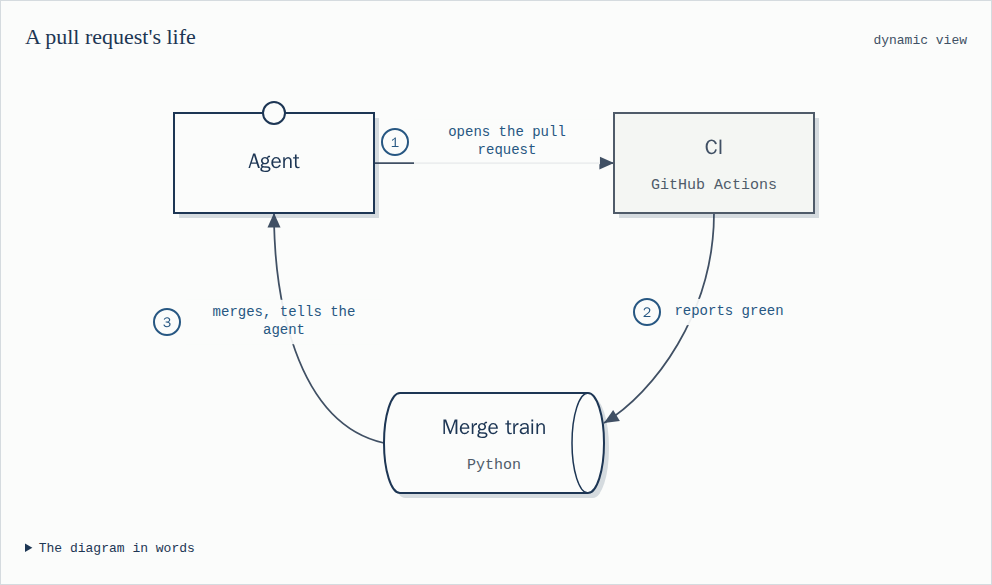 A pull request's life
dynamic view
Agent
1
opens the pull
request
CI
GitHub Actions
3
merges, tells the
agent
2
reports green
Merge train
Python
The diagram in words